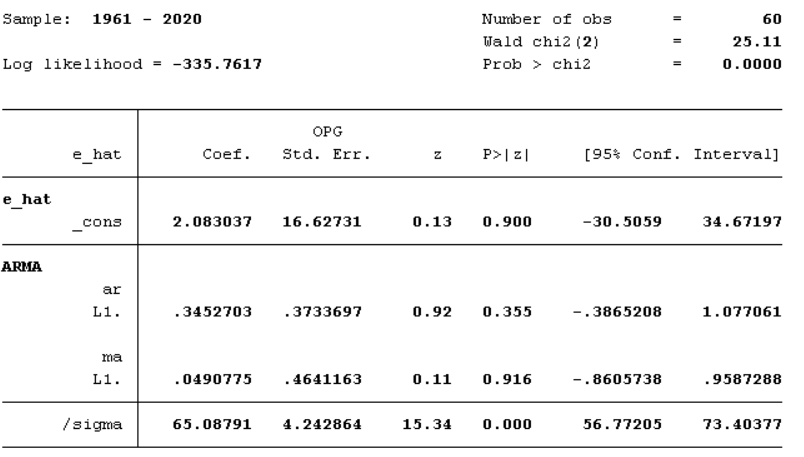 Sample: 1961 - 2020 Number of obs = 60
Wald chi2(2) = 25.11
Log likelihood = -335.7617 Prob > chi2 = 0.0000
OPG
e_hat Coef. Std. Err. z P>|z| [95% Conf. Interval]
e_hat
_cons 2.083037 16.62731 0.13 0.900 -30.5059 34.67197
ARMA
ar
L1. .3452703 .3733697 0.92 0.355 -.3865208 1.077061
ma
L1. .0490775 .4641163 0.11 0.916 -.8605738 .9587288
/sigma 65.08791 4.242864 15.34 0.000 56.77205 73.40377